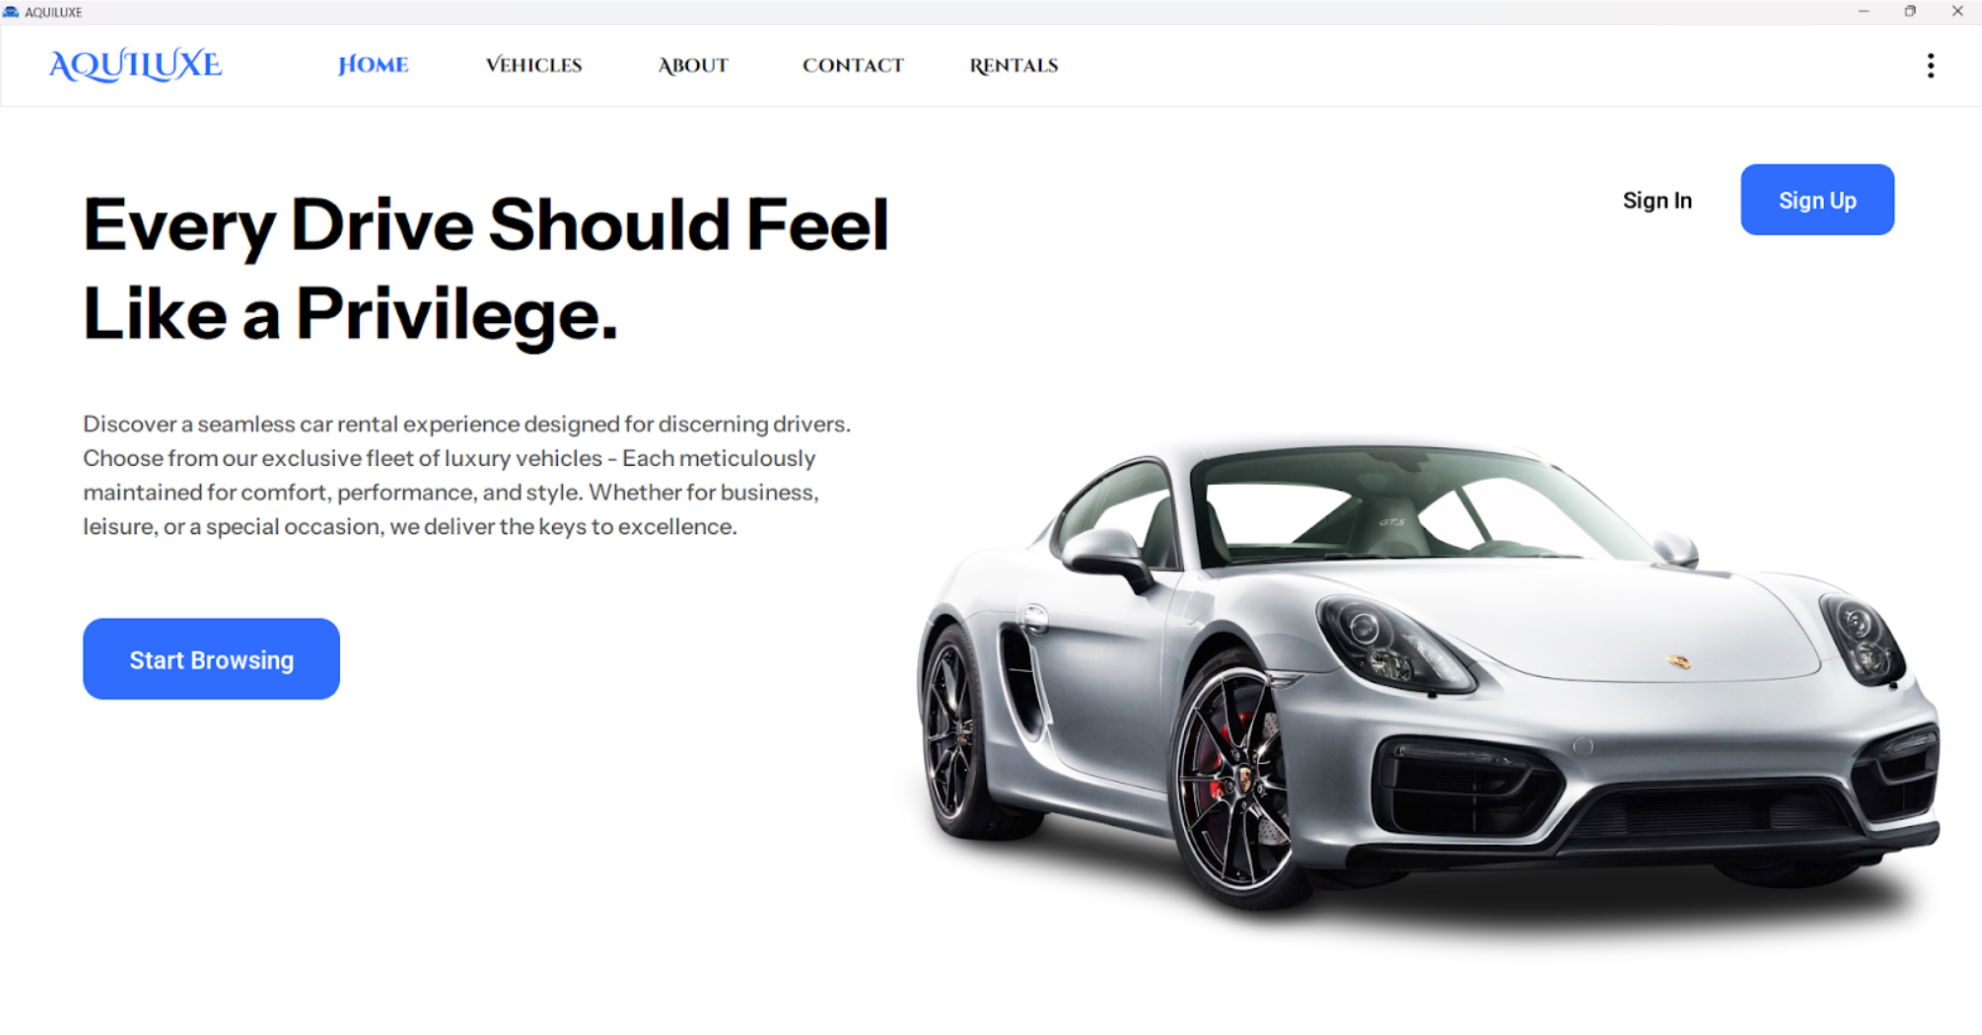 AQUILUXE
AQUILUXE
HOME
VEHICLES
ABOUT
CONTACT
RENTALS
Sign In
Sign Up
Every Drive Should Feel
Like a Privilege.
Discover a seamless car rental experience designed for discerning drivers.
Choose from our exclusive fleet of luxury vehicles - Each meticulously
maintained for comfort, performance, and style. Whether for business,
leisure, or a special occasion, we deliver the keys to excellence.
Start Browsing
GTS